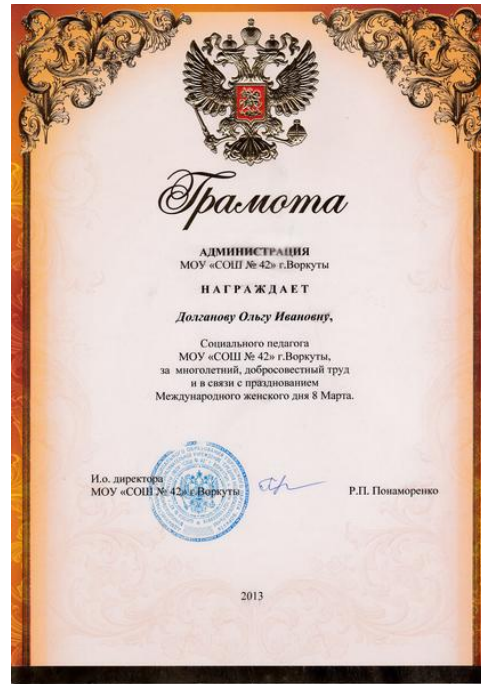 Грамота
АДМИНИСТРАЦИЯ
МОУ «СОШ № 42» г.Воркуты
НАГРАЖДАЕТ
Долганову Ольгу Ивановну,
Социального педагога
МОУ «СОШ № 42» г.Воркуты,
за многолетний, добросовестный труд
и в связи с празднованием
Международного женского дня 8 Марта.
И.о. директора
МОУ «СОШ № 42» г.Воркуты
Р.П. Понаморенко
2013